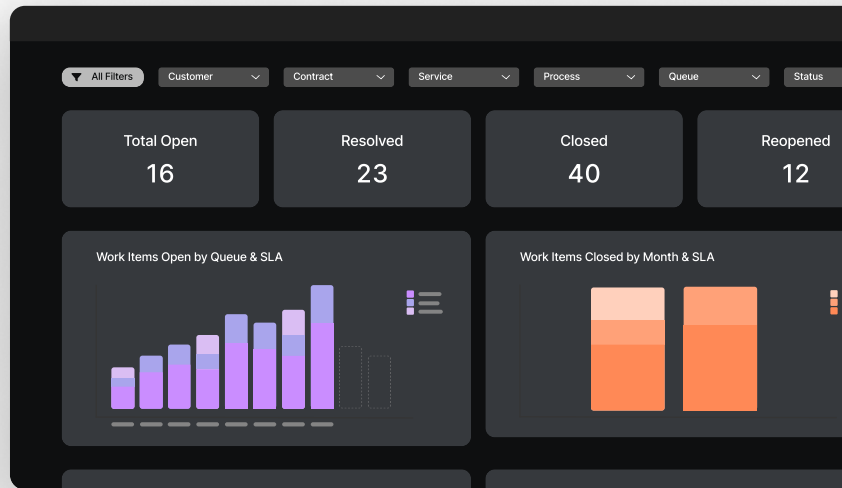 All Filters
Customer
Contract
Service
Process
Queue
Status
Total Open
16
Resolved
23
Closed
40
Reopened
12
Work Items Open by Queue & SLA
Work Items Closed by Month & SLA